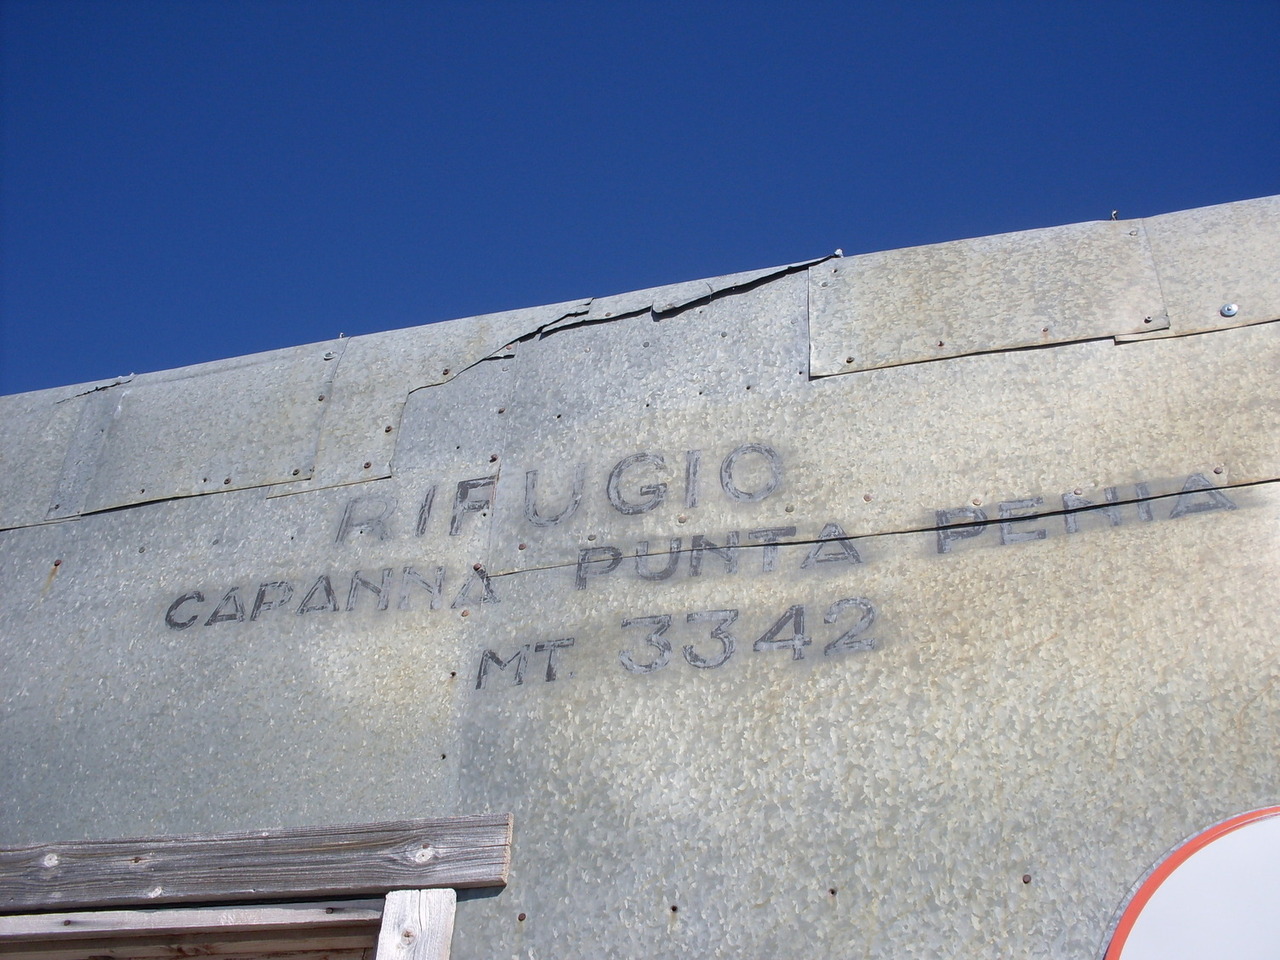 RIFUGIO
CAPANNA PUNTA PENIA
MT. 3342